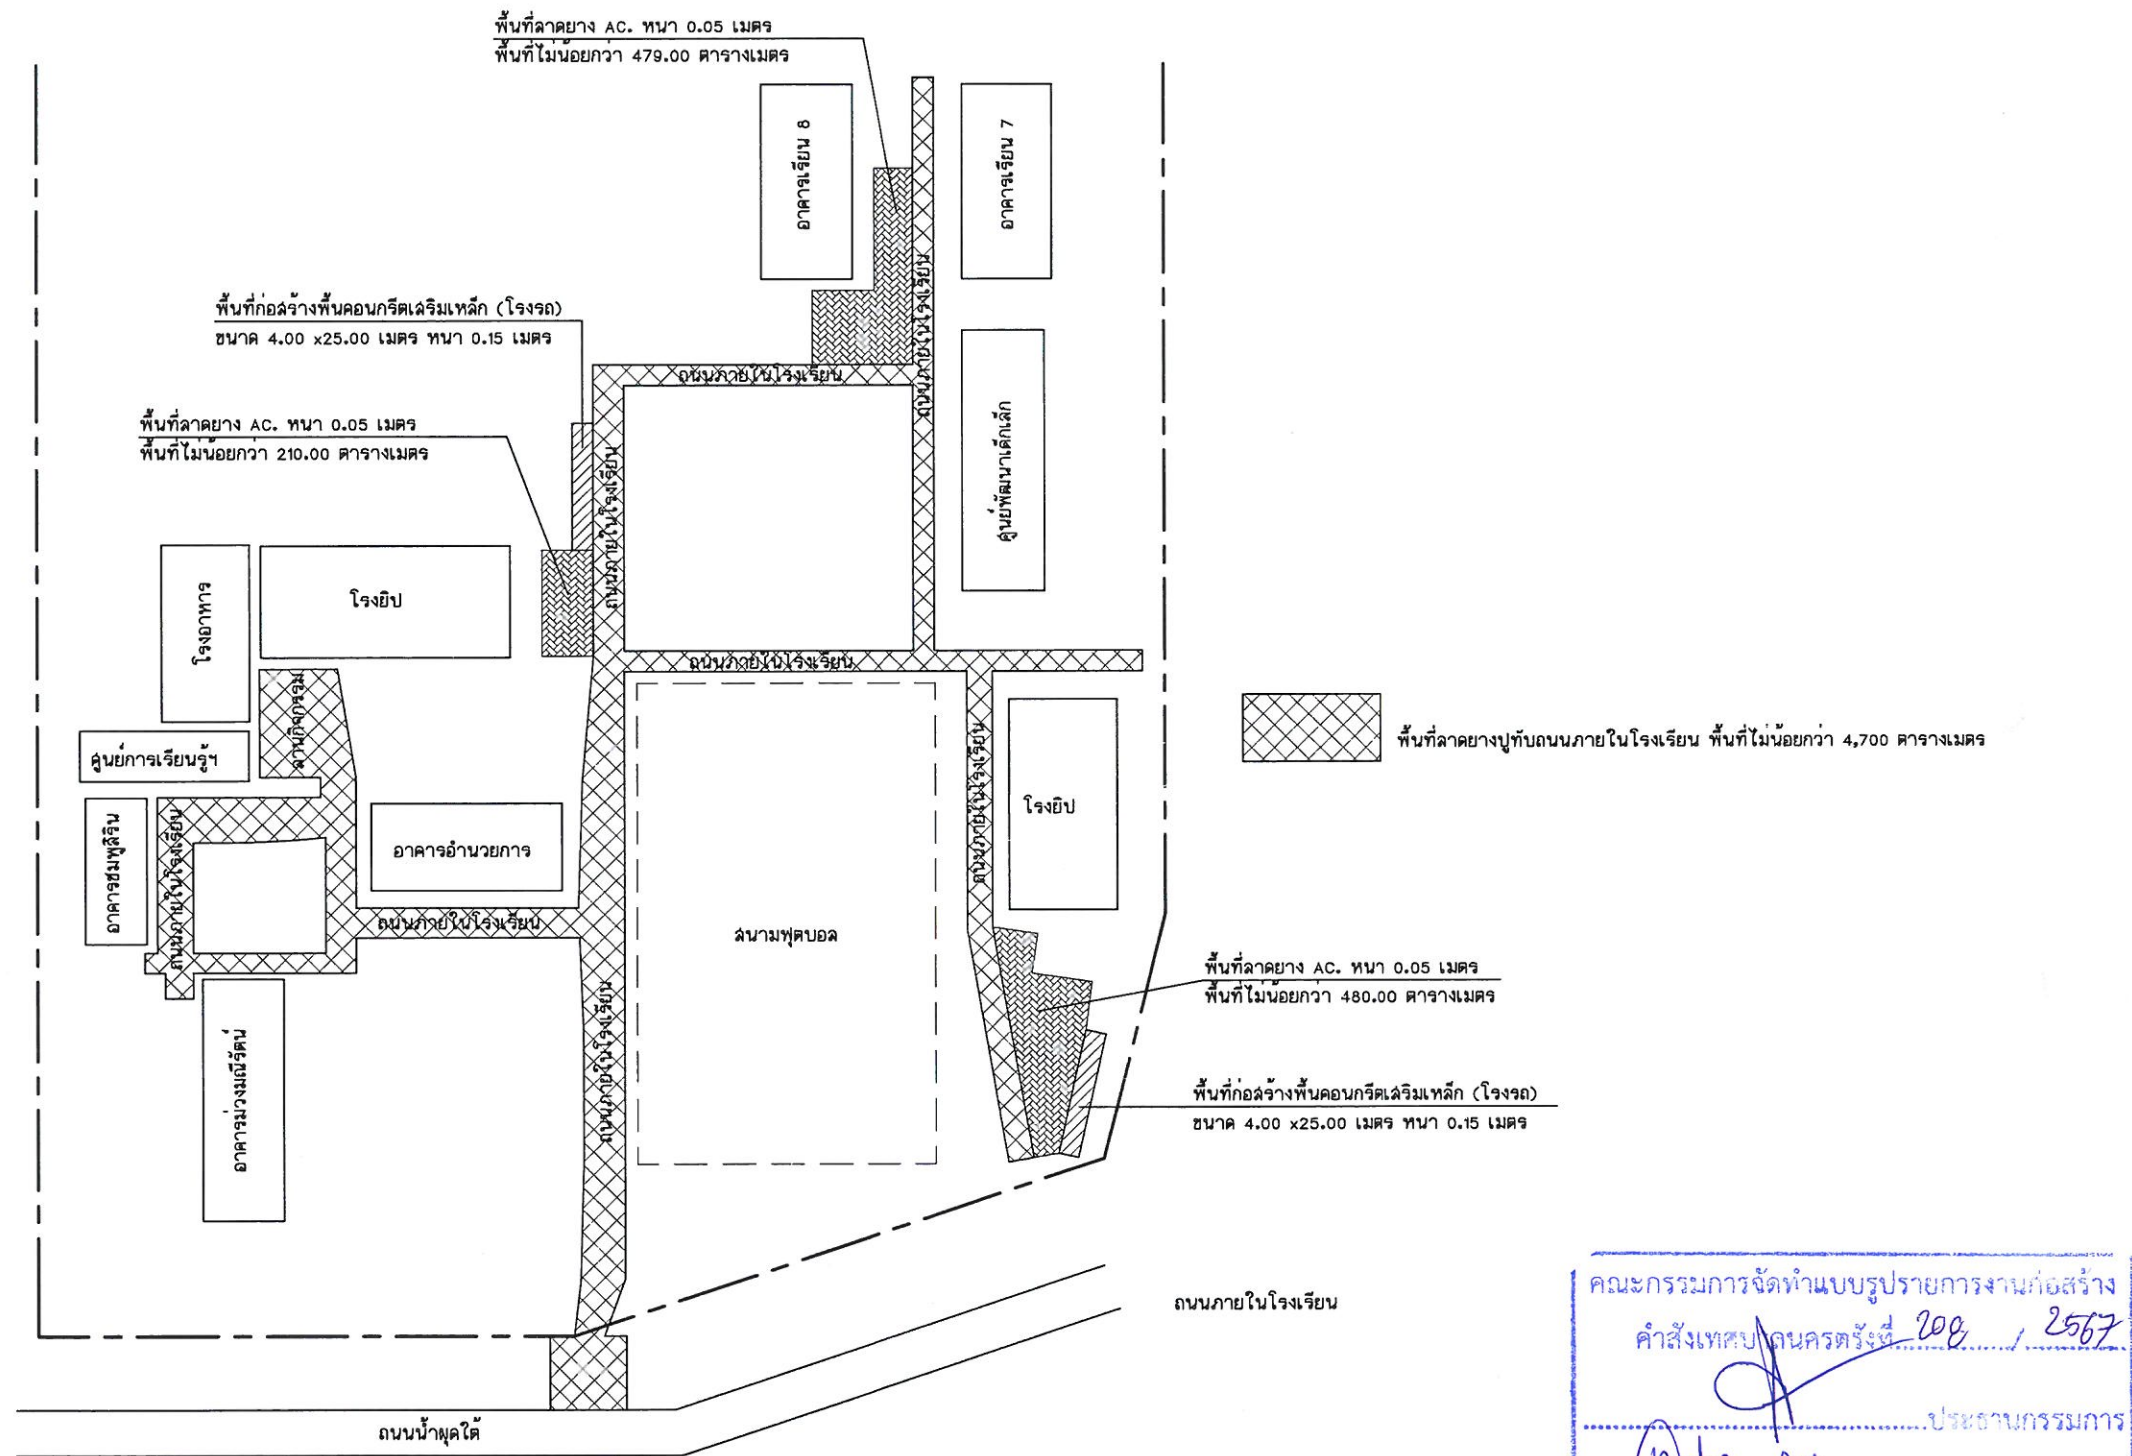 พื้นที่ลาดยาง AC. หนา 0.05 เมตร
พื้นที่ไม่น้อยกว่า 479.00 ตารางเมตร
อาคารเรียน 8
อาคารเรียน 7
พื้นที่ก่อสร้างพื้นคอนกรีตเสริมเหล็ก (โรงรถ)
ขนาด 4.00 x25.00 เมตร หนา 0.15 เมตร
ถนนภายในโรงเรียน
ถนนภายในโรงเรียน
พื้นที่ลาดยาง AC. หนา 0.05 เมตร
พื้นที่ไม่น้อยกว่า 210.00 ตารางเมตร
ถนนภายในโรงเรียน
ศูนย์พัฒนาเด็กเล็ก
โรงอาหาร
โรงยิป
ถนนภายในโรงเรียน
ลานกิจกรรม
ศูนย์การเรียนรู้ฯ
พื้นที่ลาดยางปูทับถนนภายในโรงเรียน พื้นที่ไม่น้อยกว่า 4,700 ตารางเมตร
ถนนภายในโรงเรียน
โรงยิป
อาคารชมพูสิริน
ถนนภายในโรงเรียน
อาคารอำนวยการ
ถนนภายในโรงเรียน
สนามฟุตบอล
พื้นที่ลาดยาง AC. หนา 0.05 เมตร
พื้นที่ไม่น้อยกว่า 480.00 ตารางเมตร
อาคารม่วงมณีรัตน์
ถนนภายในโรงเรียน
พื้นที่ก่อสร้างพื้นคอนกรีตเสริมเหล็ก (โรงรถ)
ขนาด 4.00 x25.00 เมตร หนา 0.15 เมตร
ถนนภายในโรงเรียน
คณะกรรมการจัดทำแบบรูปรายการงานก่อสร้าง
คำสั่งเทศบาลนครตรังที่ 208 / 2567
ประธานกรรมการ
ถนนน้ำผุดใต้